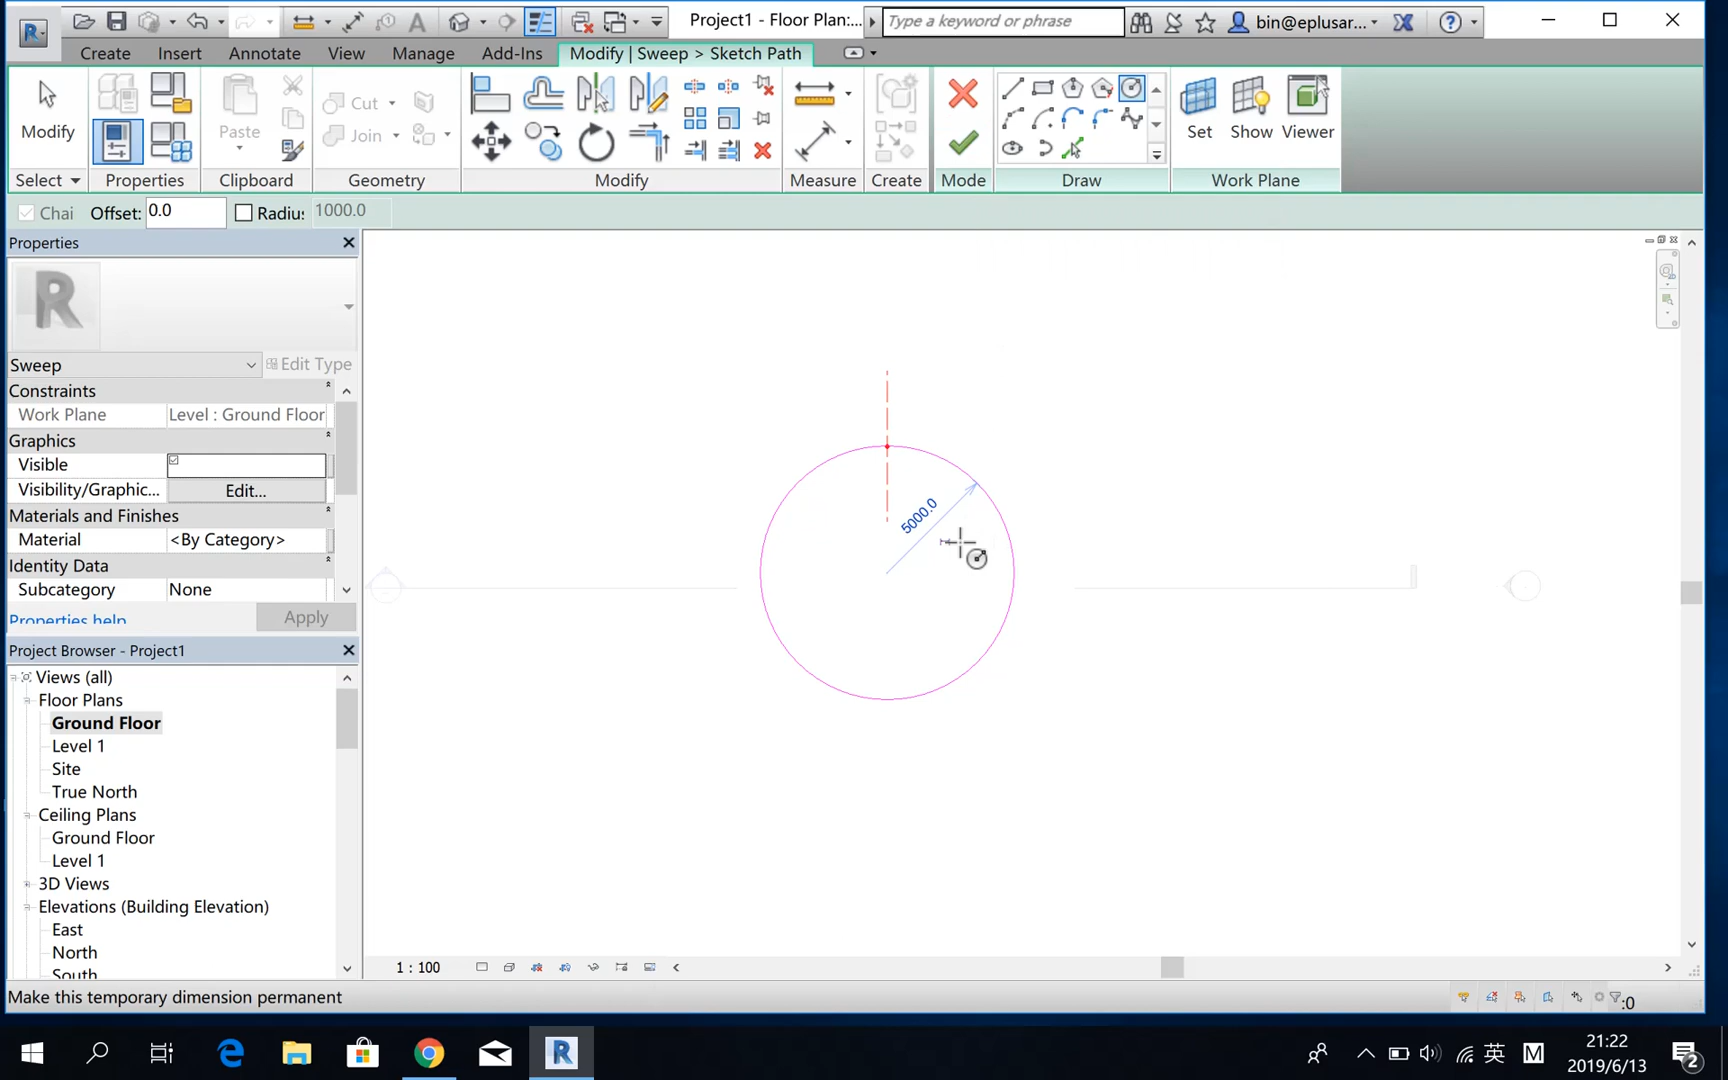 Project1 - Floor Plan:...
Type a keyword or phrase
bin@eplusar...
Create
Insert
Annotate
View
Manage
Add-Ins
Modify | Sweep > Sketch Path
Modify
Paste
Cut
Join
Set
Show
Viewer
Select
Properties
Clipboard
Geometry
Modify
Measure
Create
Mode
Draw
Work Plane
Chai
Offset:
0.0
Radiu:
1000.0
Properties
R
Sweep
Edit Type
Constraints
Work Plane
Level : Ground Floor
Graphics
Visible
Visibility/Graphic...
Edit...
Materials and Finishes
Material
<By Category>
Identity Data
Subcategory
None
Properties help
Apply
Project Browser - Project1
Views (all)
Floor Plans
Ground Floor
Level 1
Site
True North
Ceiling Plans
Ground Floor
Level 1
3D Views
Elevations (Building Elevation)
East
North
South
5000.0
1 : 100
Make this temporary dimension permanent
:0
英
M
21:22
2019/6/13
2